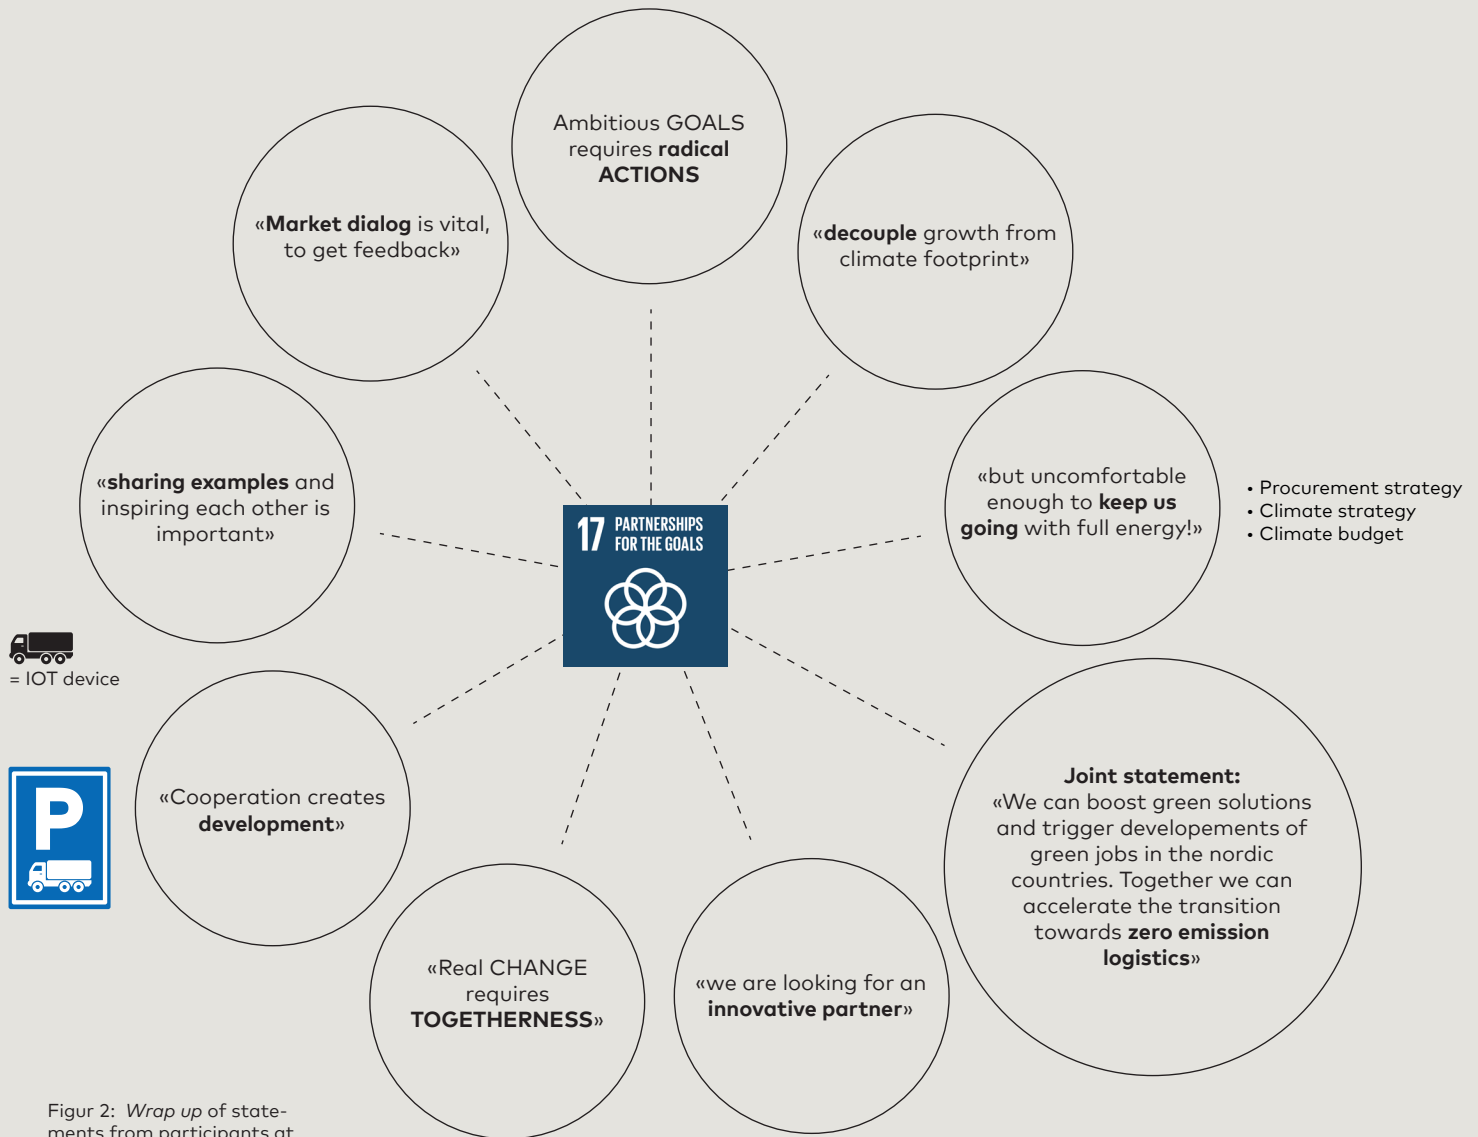 Ambitious GOALS
requires radical
ACTIONS
«Market dialog is vital,
to get feedback»
«decouple growth from
climate footprint»
«sharing examples and
inspiring each other is
important»
«but uncomfortable
enough to keep us
going with full energy!»
• Procurement strategy
• Climate strategy
• Climate budget
17 PARTNERSHIPS
FOR THE GOALS
= IOT device
P
«Cooperation creates
development»
Joint statement:
«We can boost green solutions
and trigger developements of
green jobs in the nordic
countries. Together we can
accelerate the transition
towards zero emission
logistics»
«Real CHANGE
requires
TOGETHERNESS»
«we are looking for an
innovative partner»
Figur 2: Wrap up of state-
ments from participants at